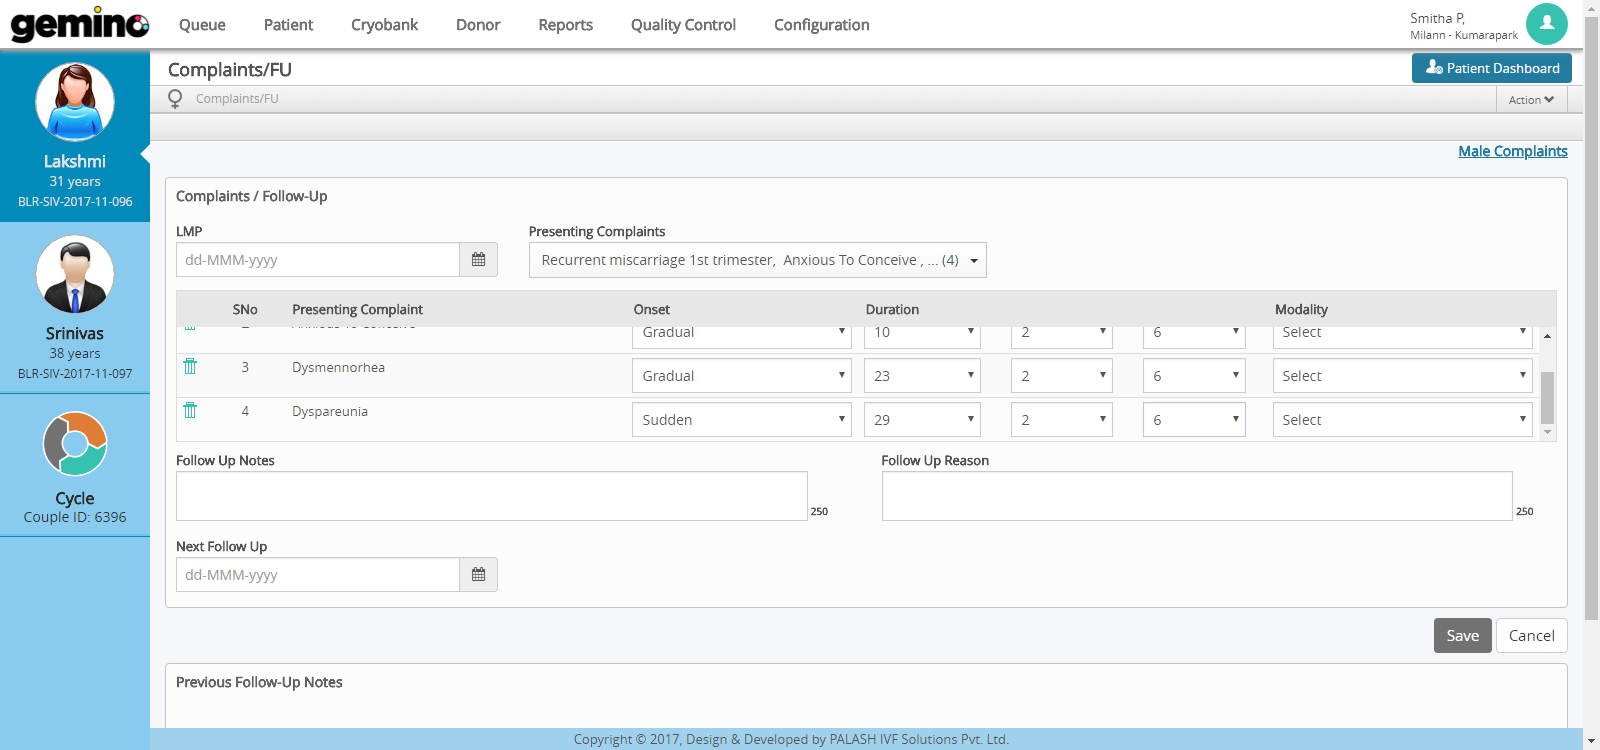 gemino Queue Patient Cryobank Donor Reports Quality Control Configuration
Smitha P,
Milann - Kumarapark
Complaints/FU
Patient Dashboard
Complaints/FU
Action
Lakshmi
31 years
BLR-SIV-2017-11-096
Srinivas
38 years
BLR-SIV-2017-11-097
Cycle
Couple ID: 6396
Male Complaints
Complaints / Follow-Up
LMP Presenting Complaints
dd-MMM-yyyy Recurrent miscarriage 1st trimester, Anxious To Conceive , ... (4)
SNo Presenting Complaint Onset Duration Modality
Gradual 10 2 6 Select
3 Dysmennorhea Gradual 23 2 6 Select
4 Dyspareunia Sudden 29 2 6 Select
Follow Up Notes Follow Up Reason
250 250
Next Follow Up
dd-MMM-yyyy
Save Cancel
Previous Follow-Up Notes
Copyright © 2017, Design & Developed by PALASH IVF Solutions Pvt. Ltd.